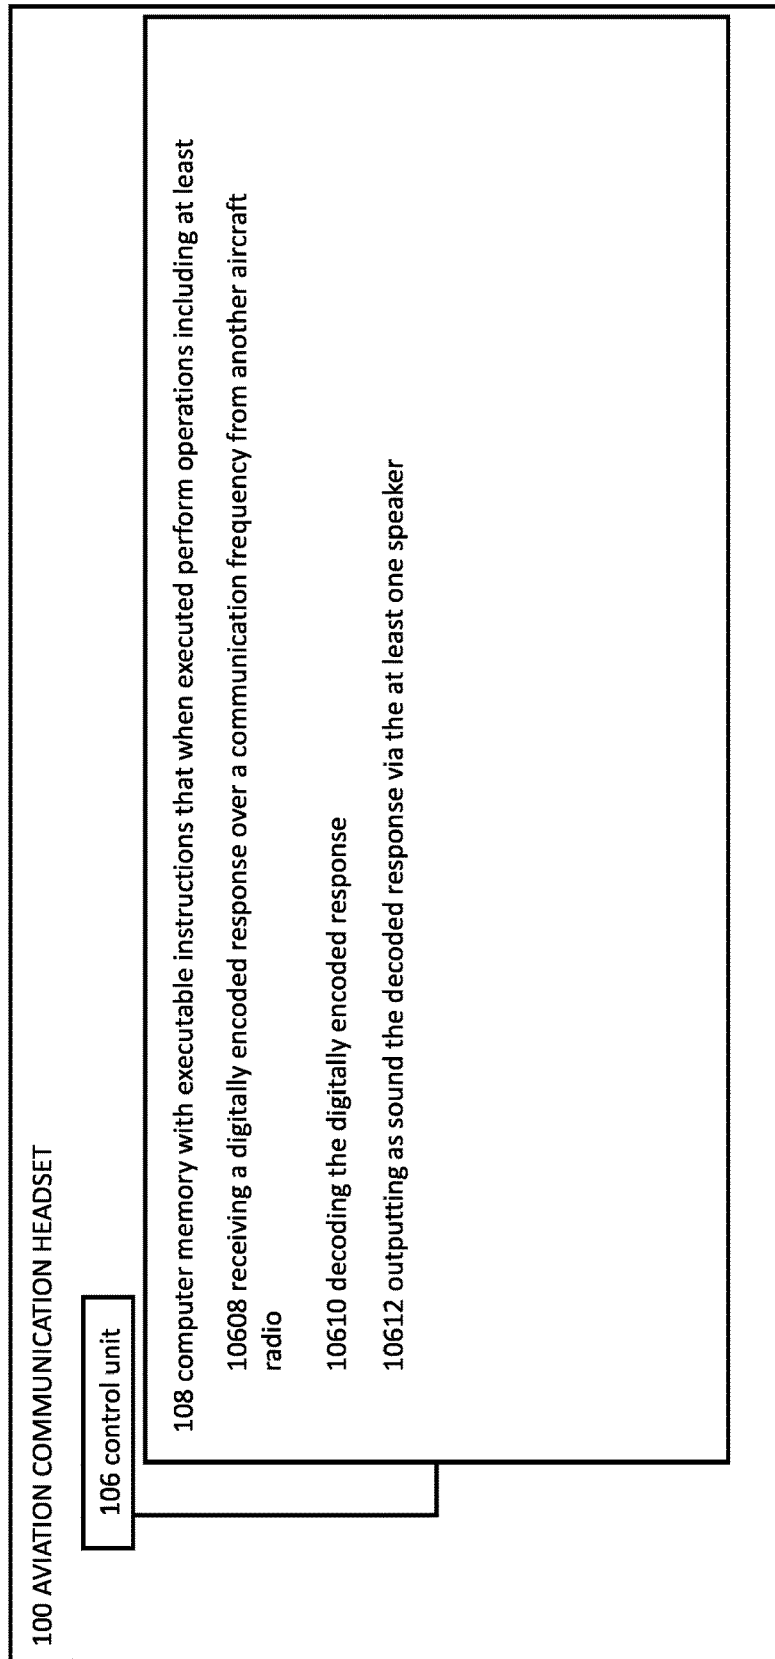 100 AVIATION COMMUNICATION HEADSET
106 control unit
108 computer memory with executable instructions that when executed perform operations including at least
10608 receiving a digitally encoded response over a communication frequency from another aircraft
radio
10610 decoding the digitally encoded response
10612 outputting as sound the decoded response via the at least one speaker